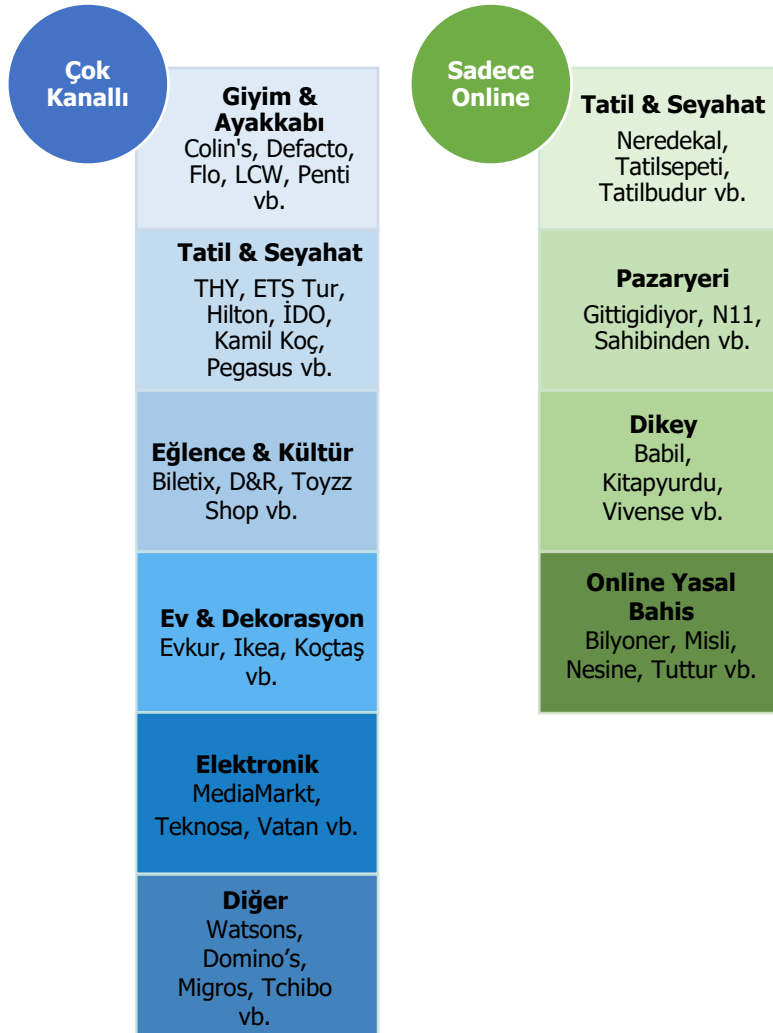 Çok
Kanallı
Giyim &
Ayakkabı
Colin's, Defacto,
Flo, LCW, Penti
vb.
Tatil & Seyahat
THY, ETS Tur,
Hilton, İDO,
Kamil Koç,
Pegasus vb.
Eğlence & Kültür
Biletix, D&R, Toyzz
Shop vb.
Ev & Dekorasyon
Evkur, Ikea, Koçtaş
vb.
Elektronik
MediaMarkt,
Teknosa, Vatan vb.
Diğer
Watsons,
Domino’s,
Migros, Tchibo
vb.
Sadece
Online
Tatil & Seyahat
Neredekal,
Tatilsepeti,
Tatilbudur vb.
Pazaryeri
Gittigidiyor, N11,
Sahibinden vb.
Dikey
Babil,
Kitapyurdu,
Vivense vb.
Online Yasal
Bahis
Bilyoner, Misli,
Nesine, Tuttur vb.